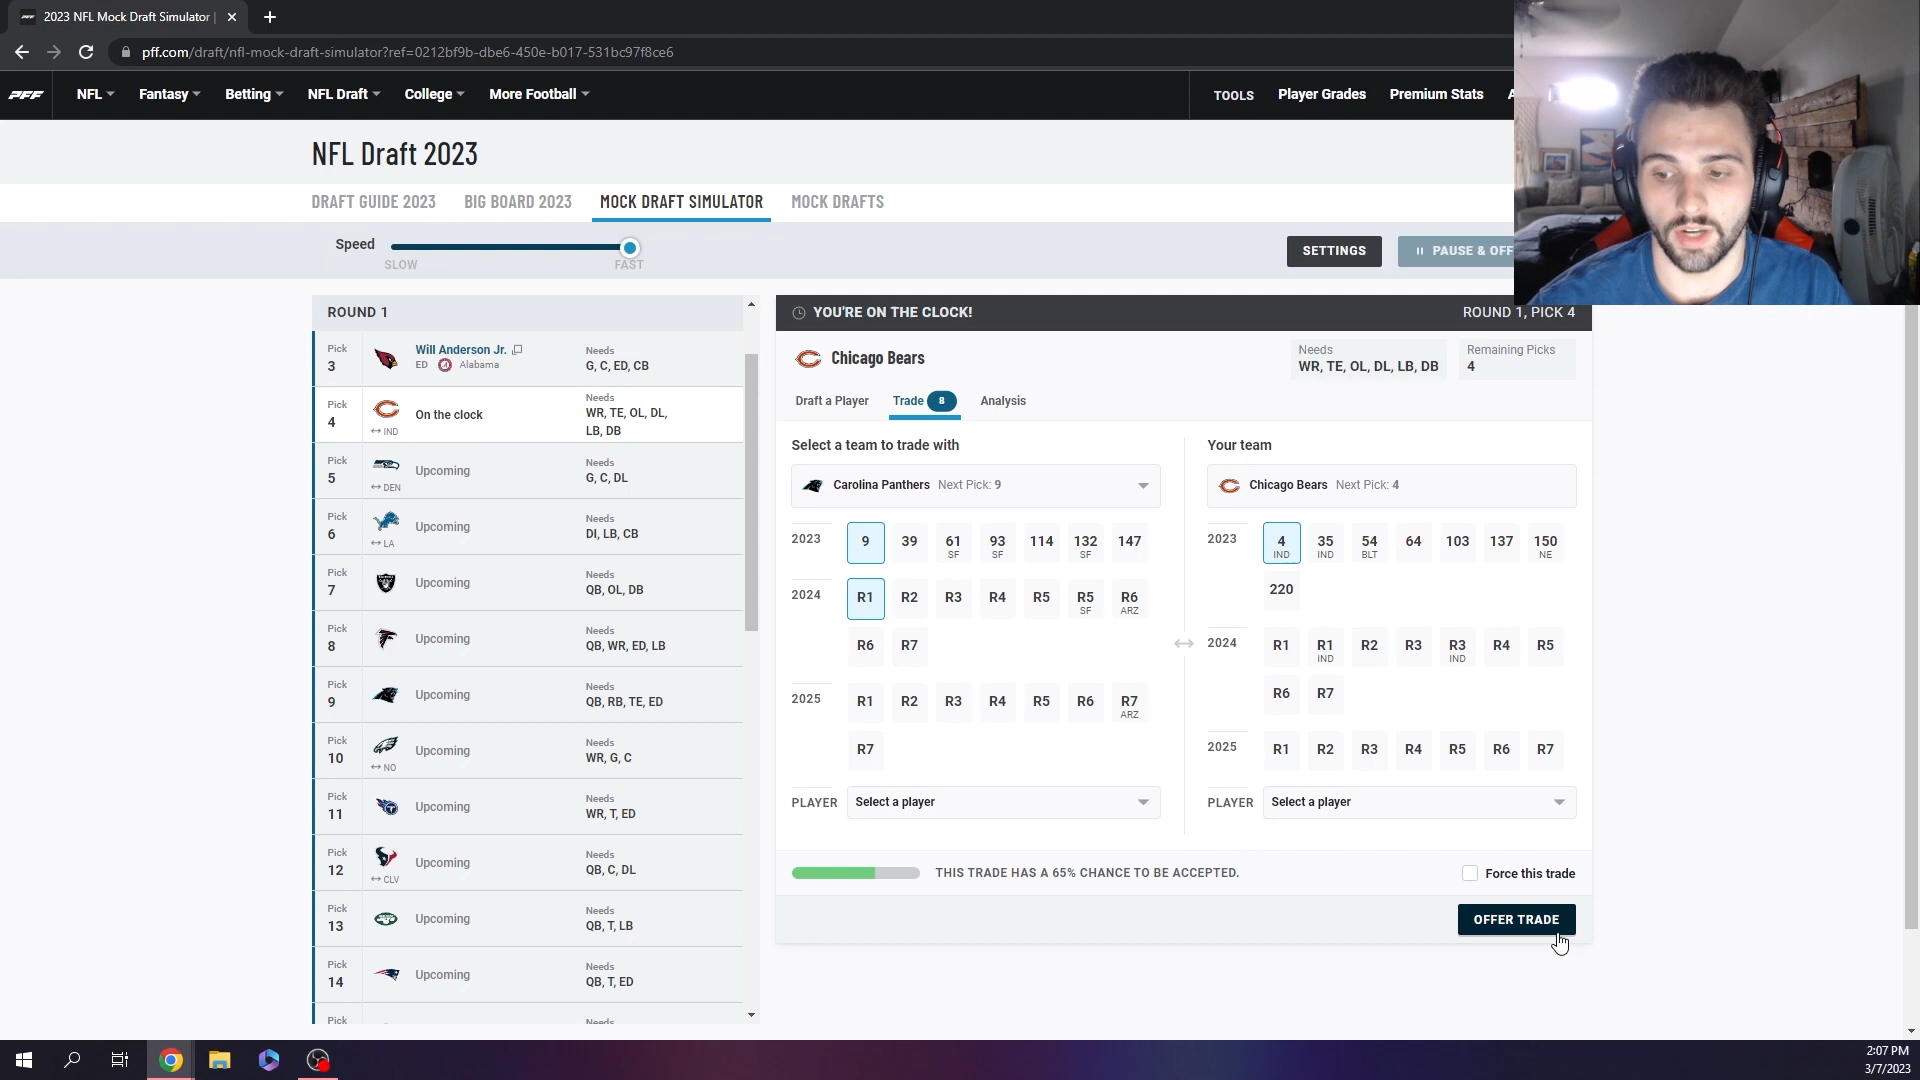 2023 NFL Mock Draft Simulator |
pff.com/draft/nfl-mock-draft-simulator?ref=0212bf9b-dbe6-450e-b017-531bc97f8ce6
PFF NFL Fantasy Betting NFL Draft College More Football TOOLS Player Grades Premium Stats A
NFL Draft 2023
DRAFT GUIDE 2023 BIG BOARD 2023 MOCK DRAFT SIMULATOR MOCK DRAFTS
Speed
SLOW FAST
SETTINGS PAUSE & OFF
ROUND 1
Pick 3 Will Anderson Jr. Needs
ED Alabama G, C, ED, CB
Pick 4 On the clock Needs
IND WR, TE, OL, DL,
LB, DB
Pick 5 Upcoming Needs
DEN G, C, DL
Pick 6 Upcoming Needs
LA DI, LB, CB
Pick 7 Upcoming Needs
QB, OL, DB
Pick 8 Upcoming Needs
QB, WR, ED, LB
Pick 9 Upcoming Needs
QB, RB, TE, ED
Pick 10 Upcoming Needs
NO WR, G, C
Pick 11 Upcoming Needs
WR, T, ED
Pick 12 Upcoming Needs
CLV QB, C, DL
Pick 13 Upcoming Needs
QB, T, LB
Pick 14 Upcoming Needs
QB, T, ED
Pick Needs
YOU'RE ON THE CLOCK! ROUND 1, PICK 4
Chicago Bears
Needs
WR, TE, OL, DL, LB, DB
Remaining Picks
4
Draft a Player Trade 8 Analysis
Select a team to trade with
Carolina Panthers Next Pick: 9
2023 9 39 61 SF 93 SF 114 132 SF 147
2024 R1 R2 R3 R4 R5 R5 SF R6 ARZ
R6 R7
2025 R1 R2 R3 R4 R5 R6 R7 ARZ
R7
PLAYER Select a player
Your team
Chicago Bears Next Pick: 4
2023 4 IND 35 IND 54 BLT 64 103 137 150 NE
220
2024 R1 R1 IND R2 R3 R3 IND R4 R5
R6 R7
2025 R1 R2 R3 R4 R5 R6 R7
PLAYER Select a player
THIS TRADE HAS A 65% CHANCE TO BE ACCEPTED.
Force this trade
OFFER TRADE
2:07 PM
3/7/2023